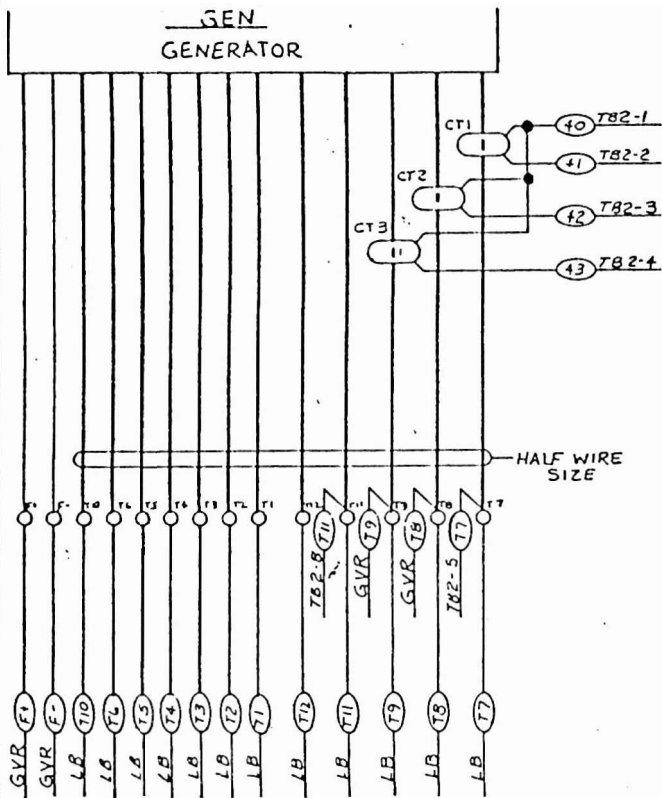 GEN
GENERATOR
CT1
40 TB2-1
41 TB2-2
CT2
42 TB2-3
CT3
43 TB2-4
HALF WIRE
SIZE
F+ F- T10 T6 T5 T4 T3 T2 T1 T8 T7
T11 T9 T8 T7
TB2-8 GVR GVR TB2-5
F+ F- T10 T6 T5 T4 T3 T2 T1 T12 T11 T9 T8 T7
GVR GVR LB LB LB LB LB LB LB LB LB LB LB LB